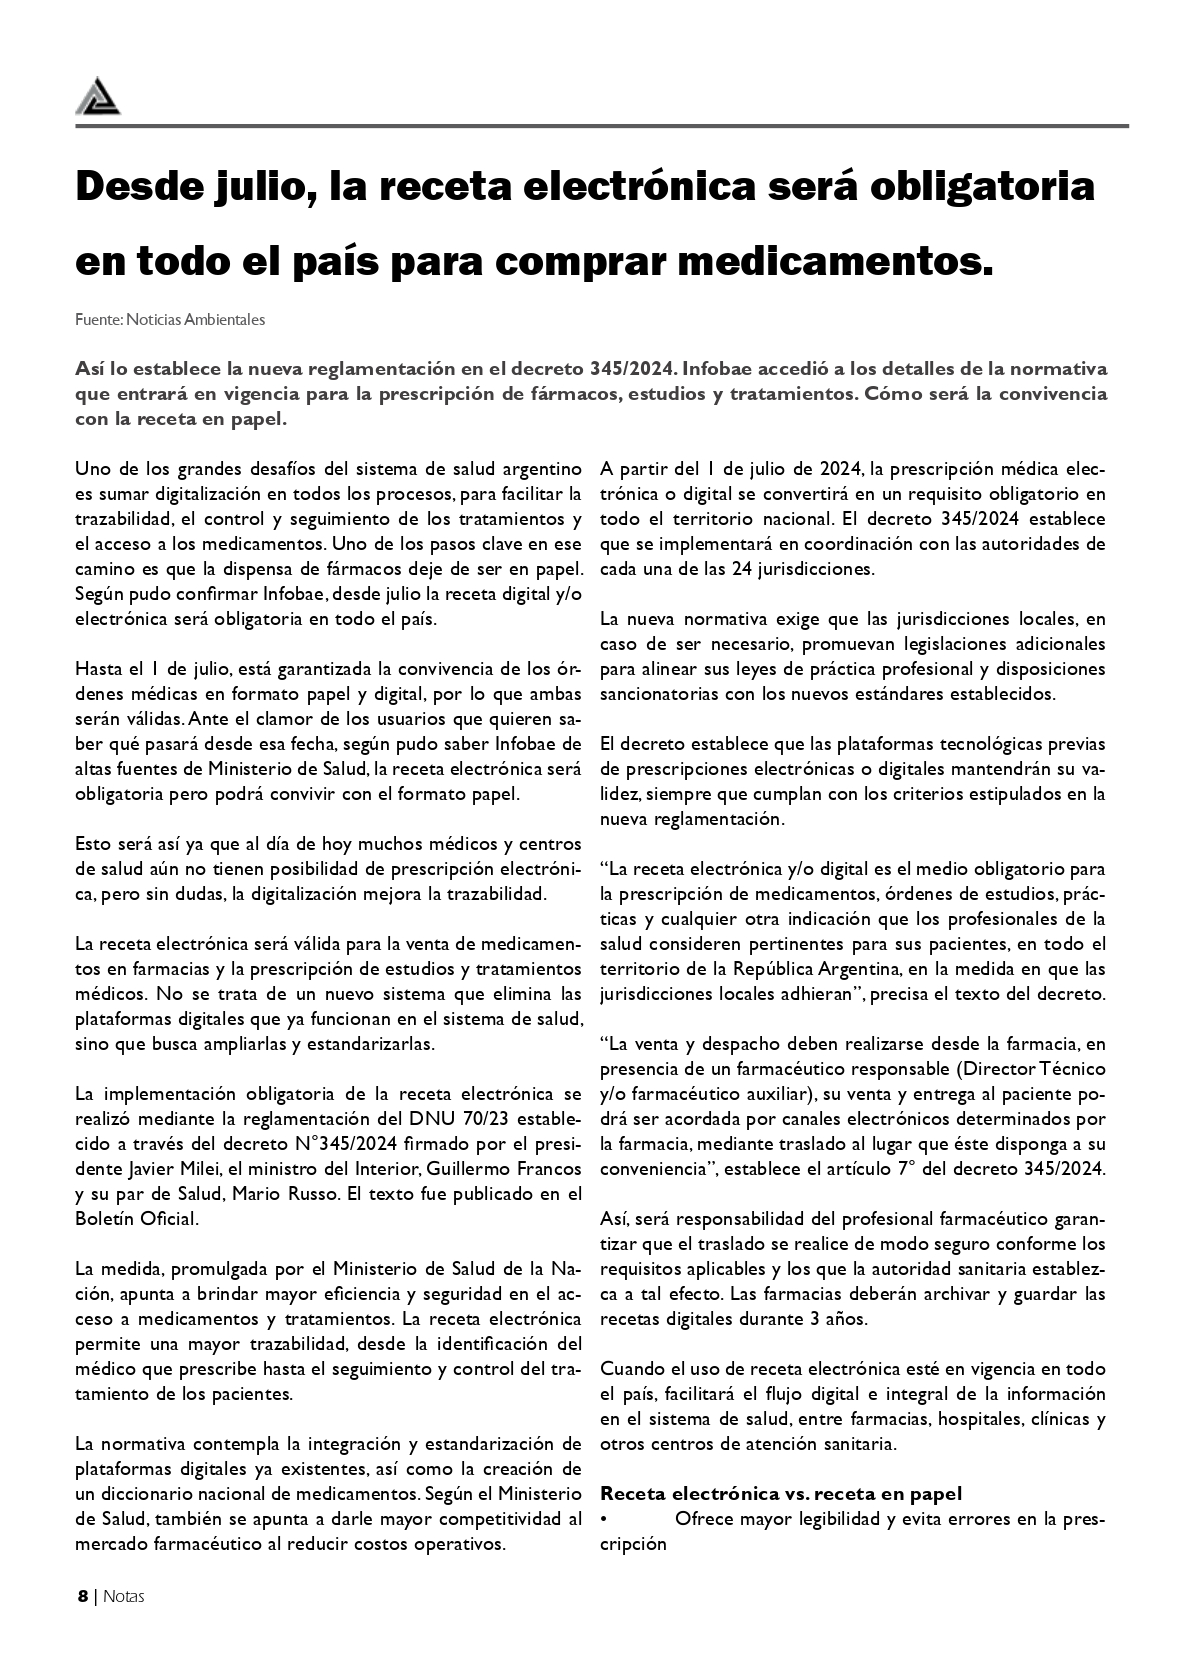 Desde julio, la receta electrónica será obligatoria
en todo el país para comprar medicamentos.
Fuente: Noticias Ambientales
Así lo establece la nueva reglamentación en el decreto 345/2024. Infobae accedió a los detalles de la normativa
que entrará en vigencia para la prescripción de fármacos, estudios y tratamientos. Cómo será la convivencia
con la receta en papel.
Uno de los grandes desafíos del sistema de salud argentino
es sumar digitalización en todos los procesos, para facilitar la
trazabilidad, el control y seguimiento de los tratamientos y
el acceso a los medicamentos. Uno de los pasos clave en ese
camino es que la dispensa de fármacos deje de ser en papel.
Según pudo confirmar Infobae, desde julio la receta digital y/o
electrónica será obligatoria en todo el país.
Hasta el 1 de julio, está garantizada la convivencia de los ór-
denes médicas en formato papel y digital, por lo que ambas
serán válidas. Ante el clamor de los usuarios que quieren sa-
ber qué pasará desde esa fecha, según pudo saber Infobae de
altas fuentes de Ministerio de Salud, la receta electrónica será
obligatoria pero podrá convivir con el formato papel.
Esto será así ya que al día de hoy muchos médicos y centros
de salud aún no tienen posibilidad de prescripción electróni-
ca, pero sin dudas, la digitalización mejora la trazabilidad.
La receta electrónica será válida para la venta de medicamen-
tos en farmacias y la prescripción de estudios y tratamientos
médicos. No se trata de un nuevo sistema que elimina las
plataformas digitales que ya funcionan en el sistema de salud,
sino que busca ampliarlas y estandarizarlas.
La implementación obligatoria de la receta electrónica se
realizó mediante la reglamentación del DNU 70/23 estable-
cido a través del decreto N°345/2024 firmado por el presi-
dente Javier Milei, el ministro del Interior, Guillermo Francos
y su par de Salud, Mario Russo. El texto fue publicado en el
Boletín Oficial.
La medida, promulgada por el Ministerio de Salud de la Na-
ción, apunta a brindar mayor eficiencia y seguridad en el ac-
ceso a medicamentos y tratamientos. La receta electrónica
permite una mayor trazabilidad, desde la identificación del
médico que prescribe hasta el seguimiento y control del tra-
tamiento de los pacientes.
La normativa contempla la integración y estandarización de
plataformas digitales ya existentes, así como la creación de
un diccionario nacional de medicamentos. Según el Ministerio
de Salud, también se apunta a darle mayor competitividad al
mercado farmacéutico al reducir costos operativos.
A partir del 1 de julio de 2024, la prescripción médica elec-
trónica o digital se convertirá en un requisito obligatorio en
todo el territorio nacional. El decreto 345/2024 establece
que se implementará en coordinación con las autoridades de
cada una de las 24 jurisdicciones.
La nueva normativa exige que las jurisdicciones locales, en
caso de ser necesario, promuevan legislaciones adicionales
para alinear sus leyes de práctica profesional y disposiciones
sancionatorias con los nuevos estándares establecidos.
El decreto establece que las plataformas tecnológicas previas
de prescripciones electrónicas o digitales mantendrán su va-
lidez, siempre que cumplan con los criterios estipulados en la
nueva reglamentación.
“La receta electrónica y/o digital es el medio obligatorio para
la prescripción de medicamentos, órdenes de estudios, prác-
ticas y cualquier otra indicación que los profesionales de la
salud consideren pertinentes para sus pacientes, en todo el
territorio de la República Argentina, en la medida en que las
jurisdicciones locales adhieran”, precisa el texto del decreto.
“La venta y despacho deben realizarse desde la farmacia, en
presencia de un farmacéutico responsable (Director Técnico
y/o farmacéutico auxiliar), su venta y entrega al paciente po-
drá ser acordada por canales electrónicos determinados por
la farmacia, mediante traslado al lugar que éste disponga a su
conveniencia”, establece el artículo 7° del decreto 345/2024.
Así, será responsabilidad del profesional farmacéutico garan-
tizar que el traslado se realice de modo seguro conforme los
requisitos aplicables y los que la autoridad sanitaria establez-
ca a tal efecto. Las farmacias deberán archivar y guardar las
recetas digitales durante 3 años.
Cuando el uso de receta electrónica esté en vigencia en todo
el país, facilitará el flujo digital e integral de la información
en el sistema de salud, entre farmacias, hospitales, clínicas y
otros centros de atención sanitaria.
Receta electrónica vs. receta en papel
• Ofrece mayor legibilidad y evita errores en la pres-
cripción
8 | Notas